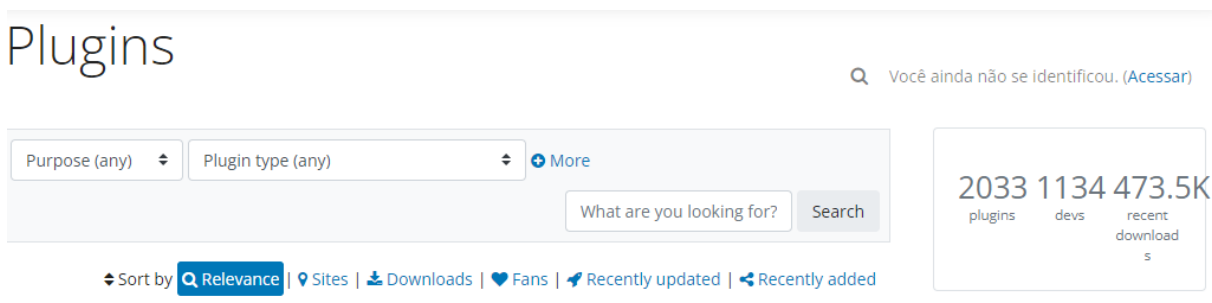 Plugins
Você ainda não se identificou. (Acessar)
Purpose (any)
Plugin type (any)
More
What are you looking for?
Search
Sort by Relevance | Sites | Downloads | Fans | Recently updated | Recently added
2033 1134 473.5K
plugins devs recent
download
s